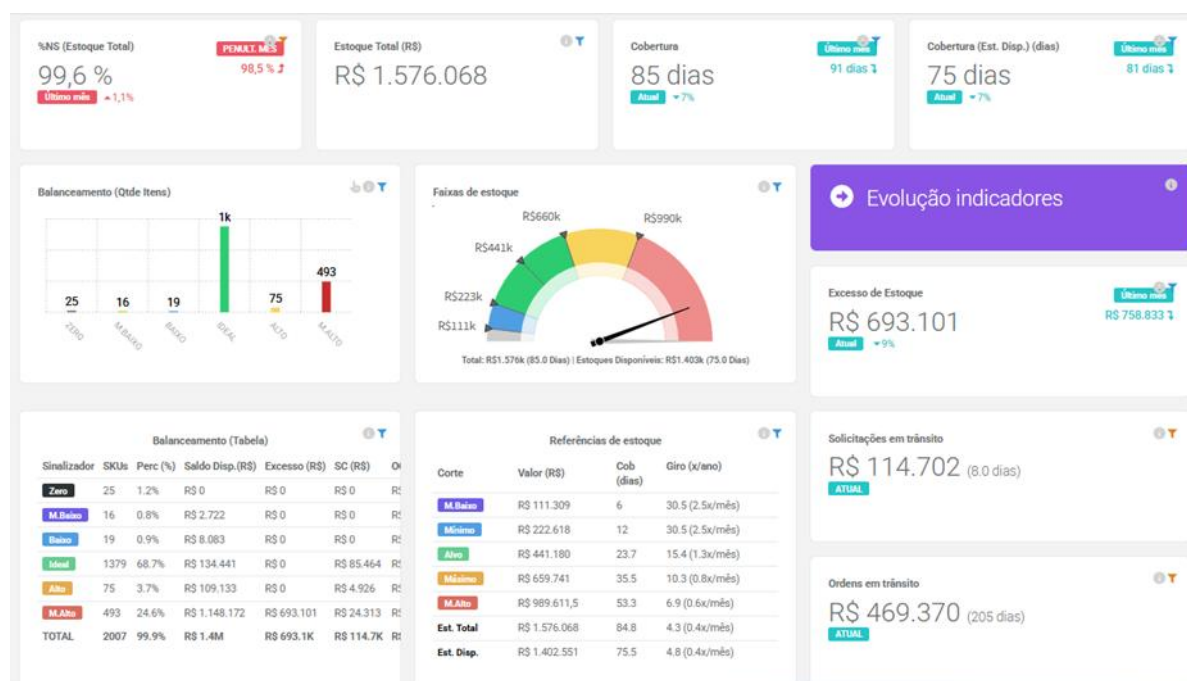 %NS (Estoque Total)
PENULT. MÊS
99,6 %
98,5 %
Último mês 1,1%
Estoque Total (R$)
R$ 1.576.068
Cobertura
Último mês
85 dias
91 dias
Atual 7%
Cobertura (Est. Disp.) (dias)
Último mês
75 dias
81 dias
Atual 7%
Balanceamento (Qtde Itens)
1k
493
25 16 19 75
ZERO M.BAIXO BAIXO IDEAL ALTO M.ALTO
Faixas de estoque
R$660k R$990k
R$441k
R$223k
R$111k
Total: R$1.576k (85.0 Dias) | Estoques Disponíveis: R$1.403k (75.0 Dias)
Evolução indicadores
Excesso de Estoque
Último mês
R$ 693.101
R$ 758.833
Atual 9%
Balanceamento (Tabela)
Sinalizador SKUs Perc (%) Saldo Disp.(R$) Excesso (R$) SC (R$)
Zero 25 1.2% R$ 0 R$ 0 R$ 0
M.Baixo 16 0.8% R$ 2.722 R$ 0 R$ 0
Baixo 19 0.9% R$ 8.083 R$ 0 R$ 0
Ideal 1379 68.7% R$ 134.441 R$ 0 R$ 85.464
Alto 75 3.7% R$ 109.133 R$ 0 R$ 4.926
M.Alto 493 24.6% R$ 1.148.172 R$ 693.101 R$ 24.313
TOTAL 2007 99.9% R$ 1.4M R$ 693.1K R$ 114.7K
Referências de estoque
Corte Valor (R$) Cob (dias) Giro (x/ano)
M.Baixo R$ 111.309 6 30.5 (2.5x/mês)
Mínimo R$ 222.618 12 30.5 (2.5x/mês)
Alvo R$ 441.180 23.7 15.4 (1.3x/mês)
Máximo R$ 659.741 35.5 10.3 (0.8x/mês)
M.Alto R$ 989.611,5 53.3 6.9 (0.6x/mês)
Est. Total R$ 1.576.068 84.8 4.3 (0.4x/mês)
Est. Disp. R$ 1.402.551 75.5 4.8 (0.4x/mês)
Solicitações em trânsito
R$ 114.702 (8.0 dias)
ATUAL
Ordens em trânsito
R$ 469.370 (205 dias)
ATUAL